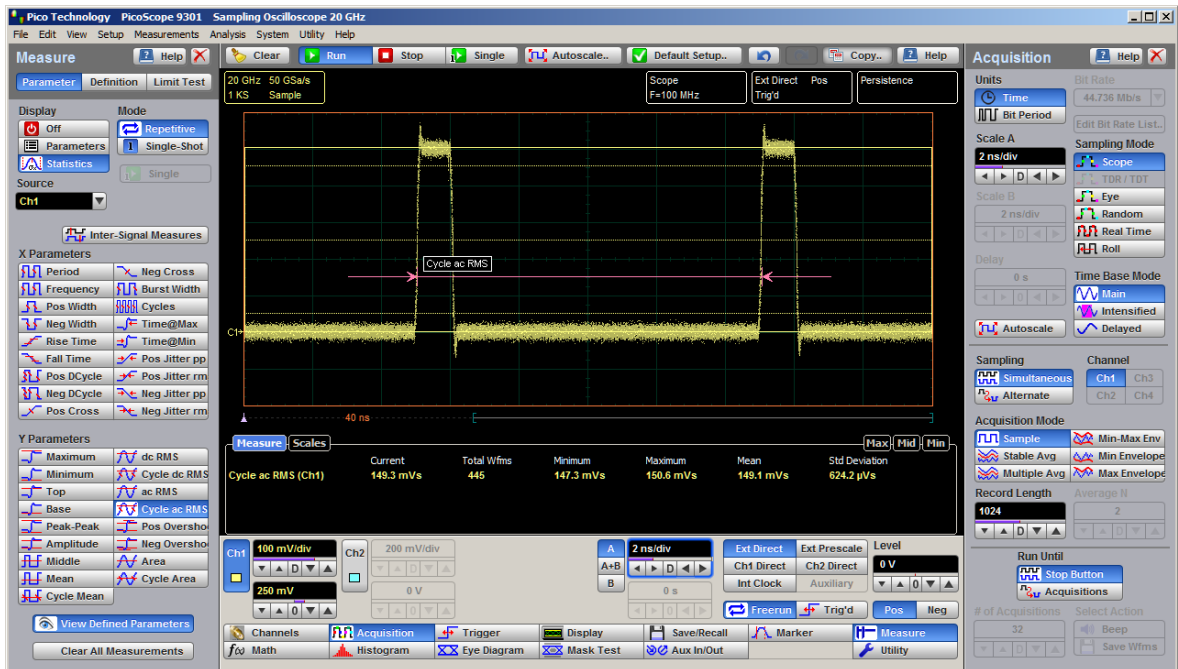 Pico Technology PicoScope 9301 Sampling Oscilloscope 20 GHz
File Edit View Setup Measurements Analysis System Utility Help
Measure
Help
Parameter Definition Limit Test
Display
Mode
Off
Repetitive
Parameters
Single-Shot
Statistics
Single
Source
Ch1
Inter-Signal Measures
X Parameters
Period
Neg Cross
Frequency
Burst Width
Pos Width
Cycles
Neg Width
Time@Max
Rise Time
Time@Min
Fall Time
Pos Jitter pp
Pos DCycle
Pos Jitter rm
Neg DCycle
Neg Jitter pp
Pos Cross
Neg Jitter rm
Y Parameters
Maximum
dc RMS
Minimum
Cycle dc RMS
Top
ac RMS
Base
Cycle ac RMS
Peak-Peak
Pos Oversho
Amplitude
Neg Oversho
Middle
Area
Mean
Cycle Area
Cycle Mean
View Defined Parameters
Clear All Measurements
Clear
Run
Stop
Single
Autoscale..
Default Setup..
Copy..
Help
20 GHz 50 GSa/s
1 KS Sample
Scope
F=100 MHz
Ext Direct Pos
Trig'd
Persistence
Cycle ac RMS
C1
40 ns
Measure Scales
Max Mid Min
Current Total Wfms Minimum Maximum Mean Std Deviation
Cycle ac RMS (Ch1) 149.3 mVs 445 147.3 mVs 150.6 mVs 149.1 mVs 624.2 µVs
Ch1
100 mV/div
D
250 mV
0
Ch2
200 mV/div
D
0 V
0
A
A+B
B
2 ns/div
D
0 s
0
Ext Direct Ext Prescale
Ch1 Direct Ch2 Direct
Int Clock Auxiliary
Freerun Trig'd
Level
0 V
0
Pos Neg
Channels Acquisition Trigger Display Save/Recall Marker Measure
f(x) Math Histogram Eye Diagram Mask Test Aux In/Out Utility
Acquisition
Help
Units
Time
Bit Period
Bit Rate
44.736 Mb/s
Edit Bit Rate List..
Scale A
2 ns/div
D
Scale B
2 ns/div
D
Delay
0 s
0
Autoscale
Sampling Mode
Scope
TDR / TDT
Eye
Random
Real Time
Roll
Time Base Mode
Main
Intensified
Delayed
Sampling
Simultaneous
Alternate
Channel
Ch1 Ch3
Ch2 Ch4
Acquisition Mode
Sample
Min-Max Env
Stable Avg
Min Envelope
Multiple Avg
Max Envelope
Record Length
1024
D
Average N
2
D
Run Until
Stop Button
Acquisitions
# of Acquisitions
32
D
Select Action
Beep
Save Wfms